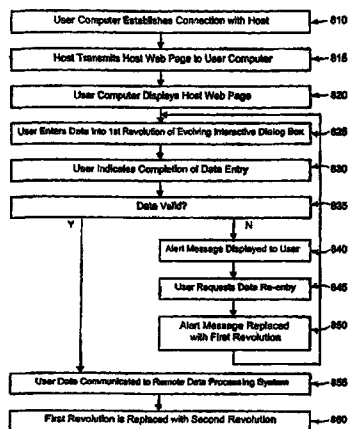 User Computer Establishes Connection with Host 810
Host Transmits Host Web Page to User Computer 815
User Computer Displays Host Web Page 820
User Enters Data Into 1st Revolution of Evolving Interactive Dialog Box 825
User Indicates Completion of Data Entry 830
Data Valid? 835
Y N
Alert Message Displayed to User 840
User Requests Data Re-entry 845
Alert Message Replaced 850
with First Revolution
User Data Communicated to Remote Data Processing System 855
First Revolution is Replaced with Second Revolution 860